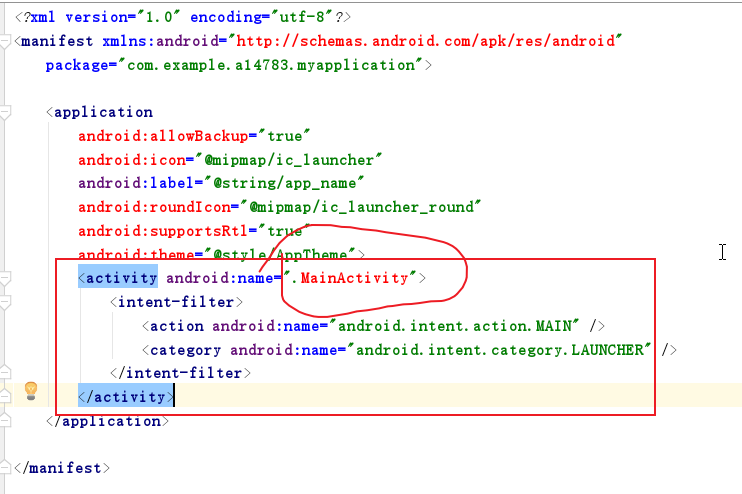 <?xml version="1.0" encoding="utf-8"?>
<manifest xmlns:android="http://schemas.android.com/apk/res/android"
package="com.example.a14783.myapplication">
<application
android:allowBackup="true"
android:icon="@mipmap/ic_launcher"
android:label="@string/app_name"
android:roundIcon="@mipmap/ic_launcher_round"
android:supportsRtl="true"
android:theme="@style/AppTheme">
<activity android:name=".MainActivity">
<intent-filter>
<action android:name="android.intent.action.MAIN" />
<category android:name="android.intent.category.LAUNCHER" />
</intent-filter>
</activity>
</application>
</manifest>